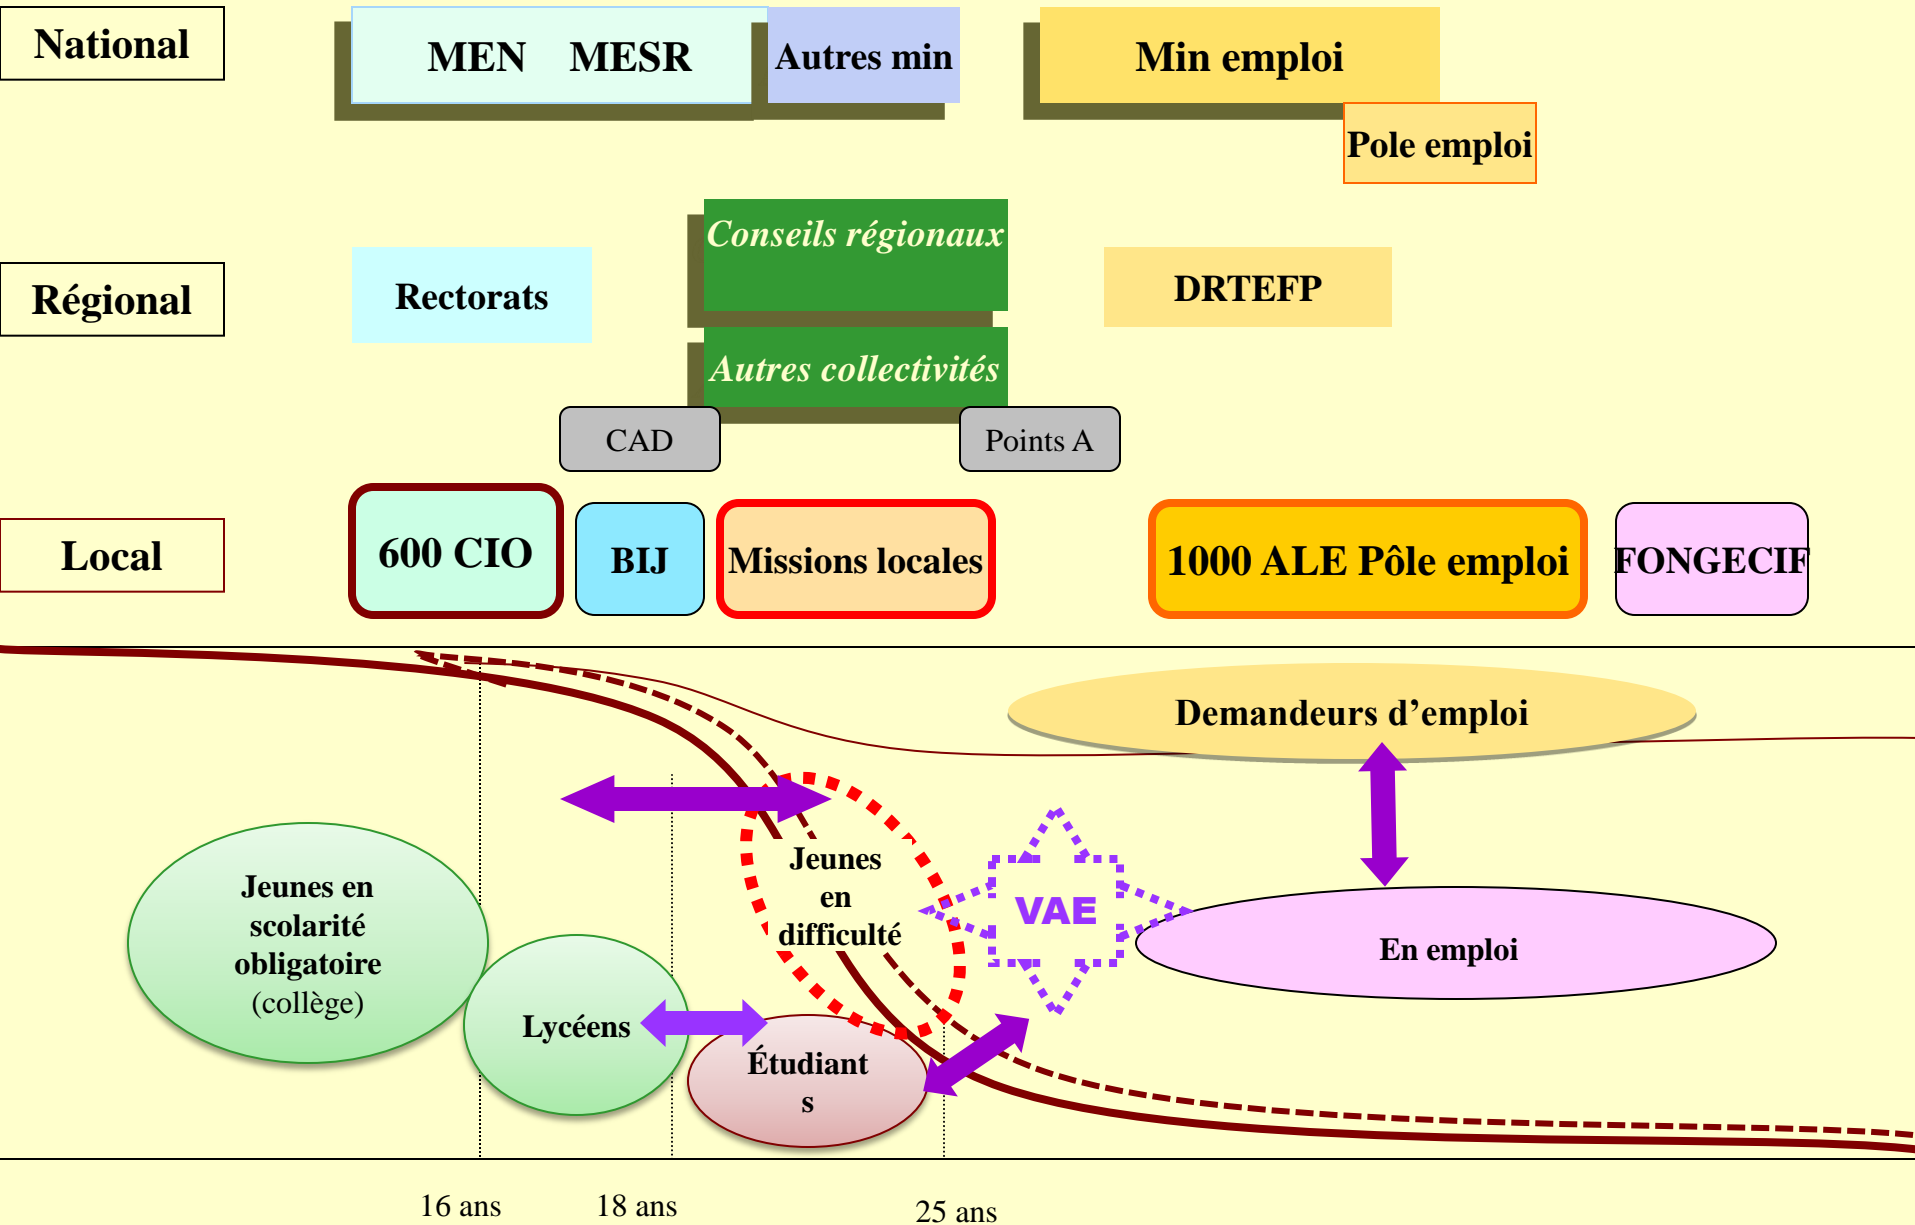 National
MEN MESR
Autres min
Min emploi
Pole emploi
Conseils régionaux
Régional
Rectorats
DRTEFP
Autres collectivités
CAD
Points A
Local
600 CIO
BIJ
Missions locales
1000 ALE Pôle emploi
FONGECIF
Demandeurs d’emploi
Jeunes en
scolarité
obligatoire
(collège)
Jeunes
en
difficulté
VAE
En emploi
Lycéens
Étudiant
s
16 ans
18 ans
25 ans